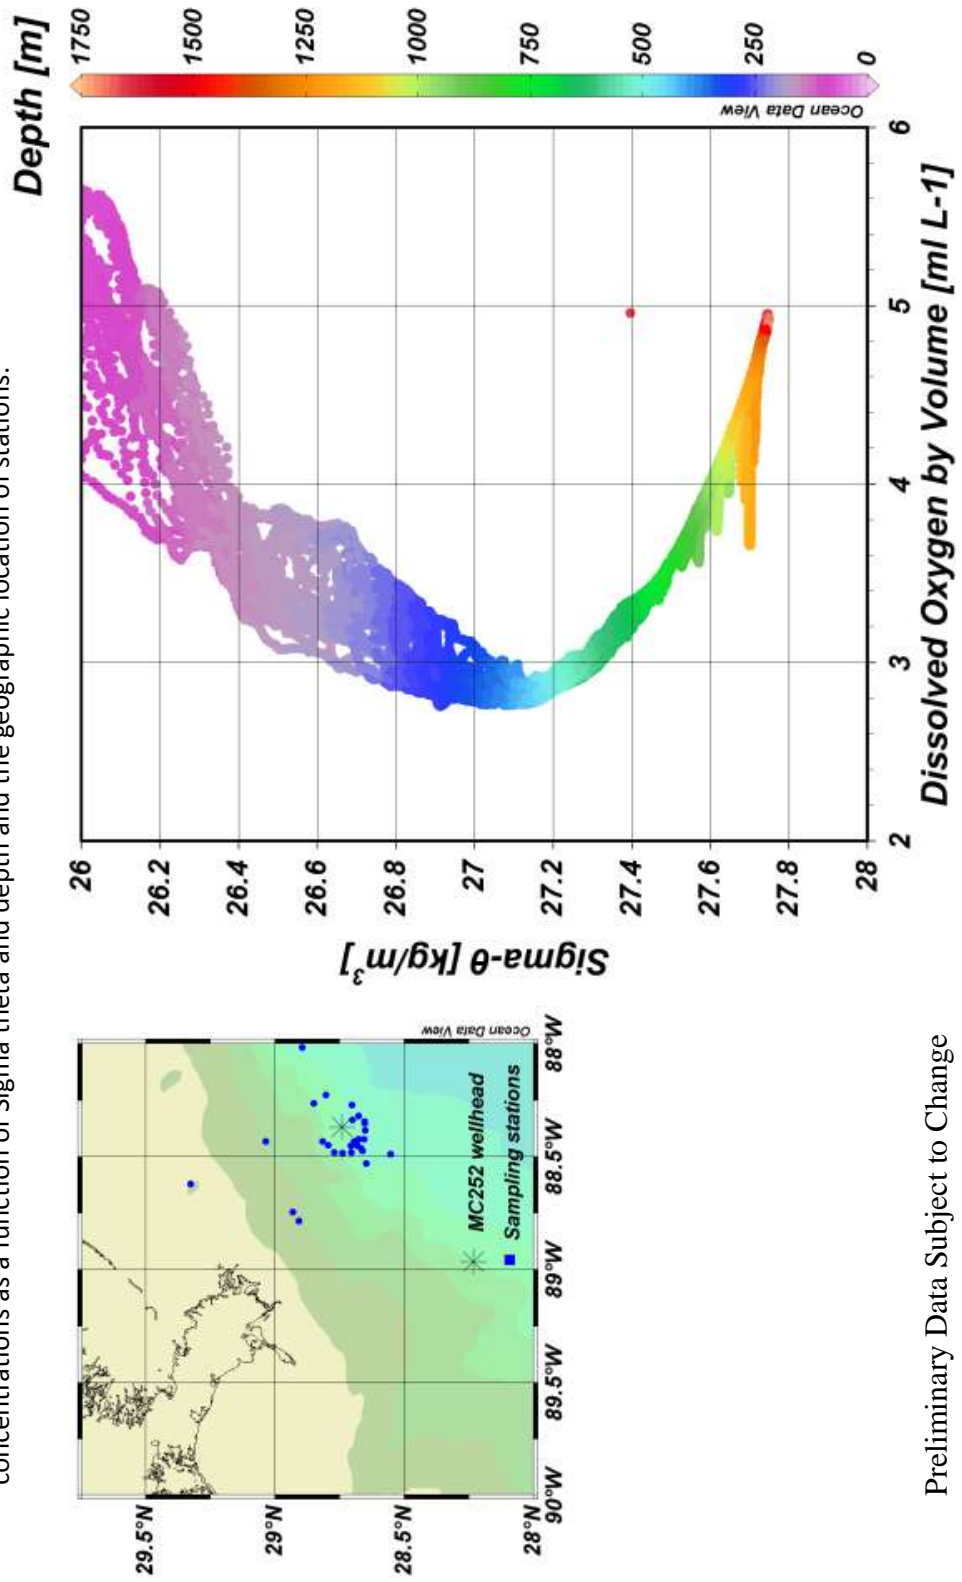 concentrations as a function of Sigma theta and depth and the geographic location of stations.
29.5°N
29°N
28.5°N
28°N
90°W
89.5°W
89°W
88.5°W
88°W
MC252 wellhead
Sampling stations
Ocean Data View
Sigma-θ [kg/m³]
26
26.2
26.4
26.6
26.8
27
27.2
27.4
27.6
27.8
28
2
3
4
5
6
Dissolved Oxygen by Volume [ml L-1]
Depth [m]
1750
1500
1250
1000
750
500
250
0
Ocean Data View
Preliminary Data Subject to Change